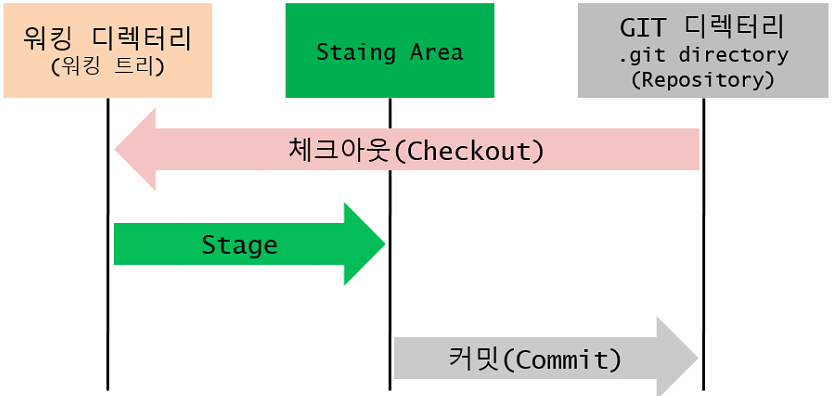 워킹 디렉터리
(워킹 트리)
Staing Area
GIT 디렉터리
.git directory
(Repository)
체크아웃(Checkout)
Stage
커밋(Commit)